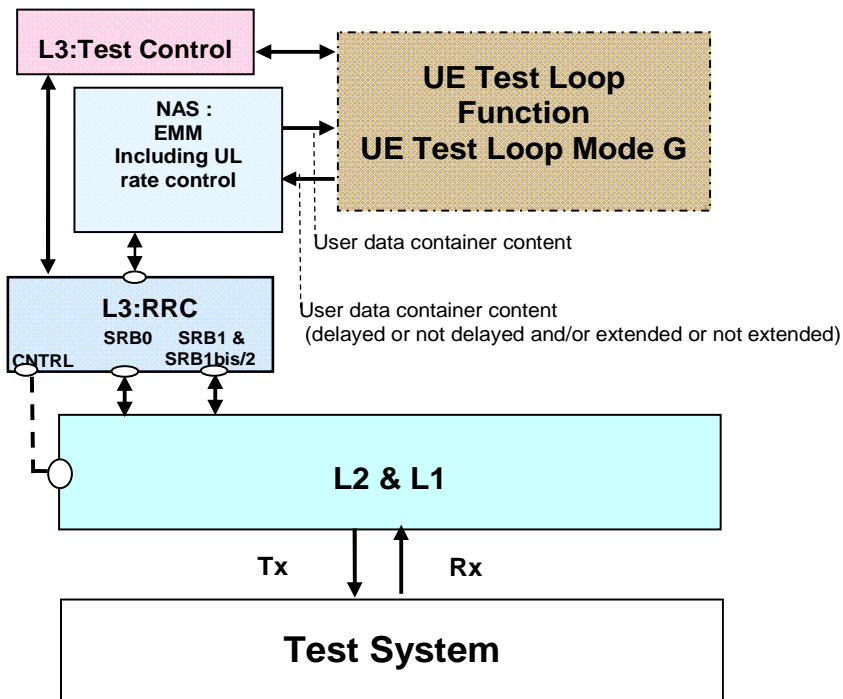 L3:Test Control
UE Test Loop
Function
UE Test Loop Mode G
NAS :
EMM
Including UL
rate control
User data container content
User data container content
(delayed or not delayed and/or extended or not extended)
L3:RRC
SRB0
SRB1 &
SRB1bis/2
CNTRL
L2 & L1
Tx
Rx
Test System